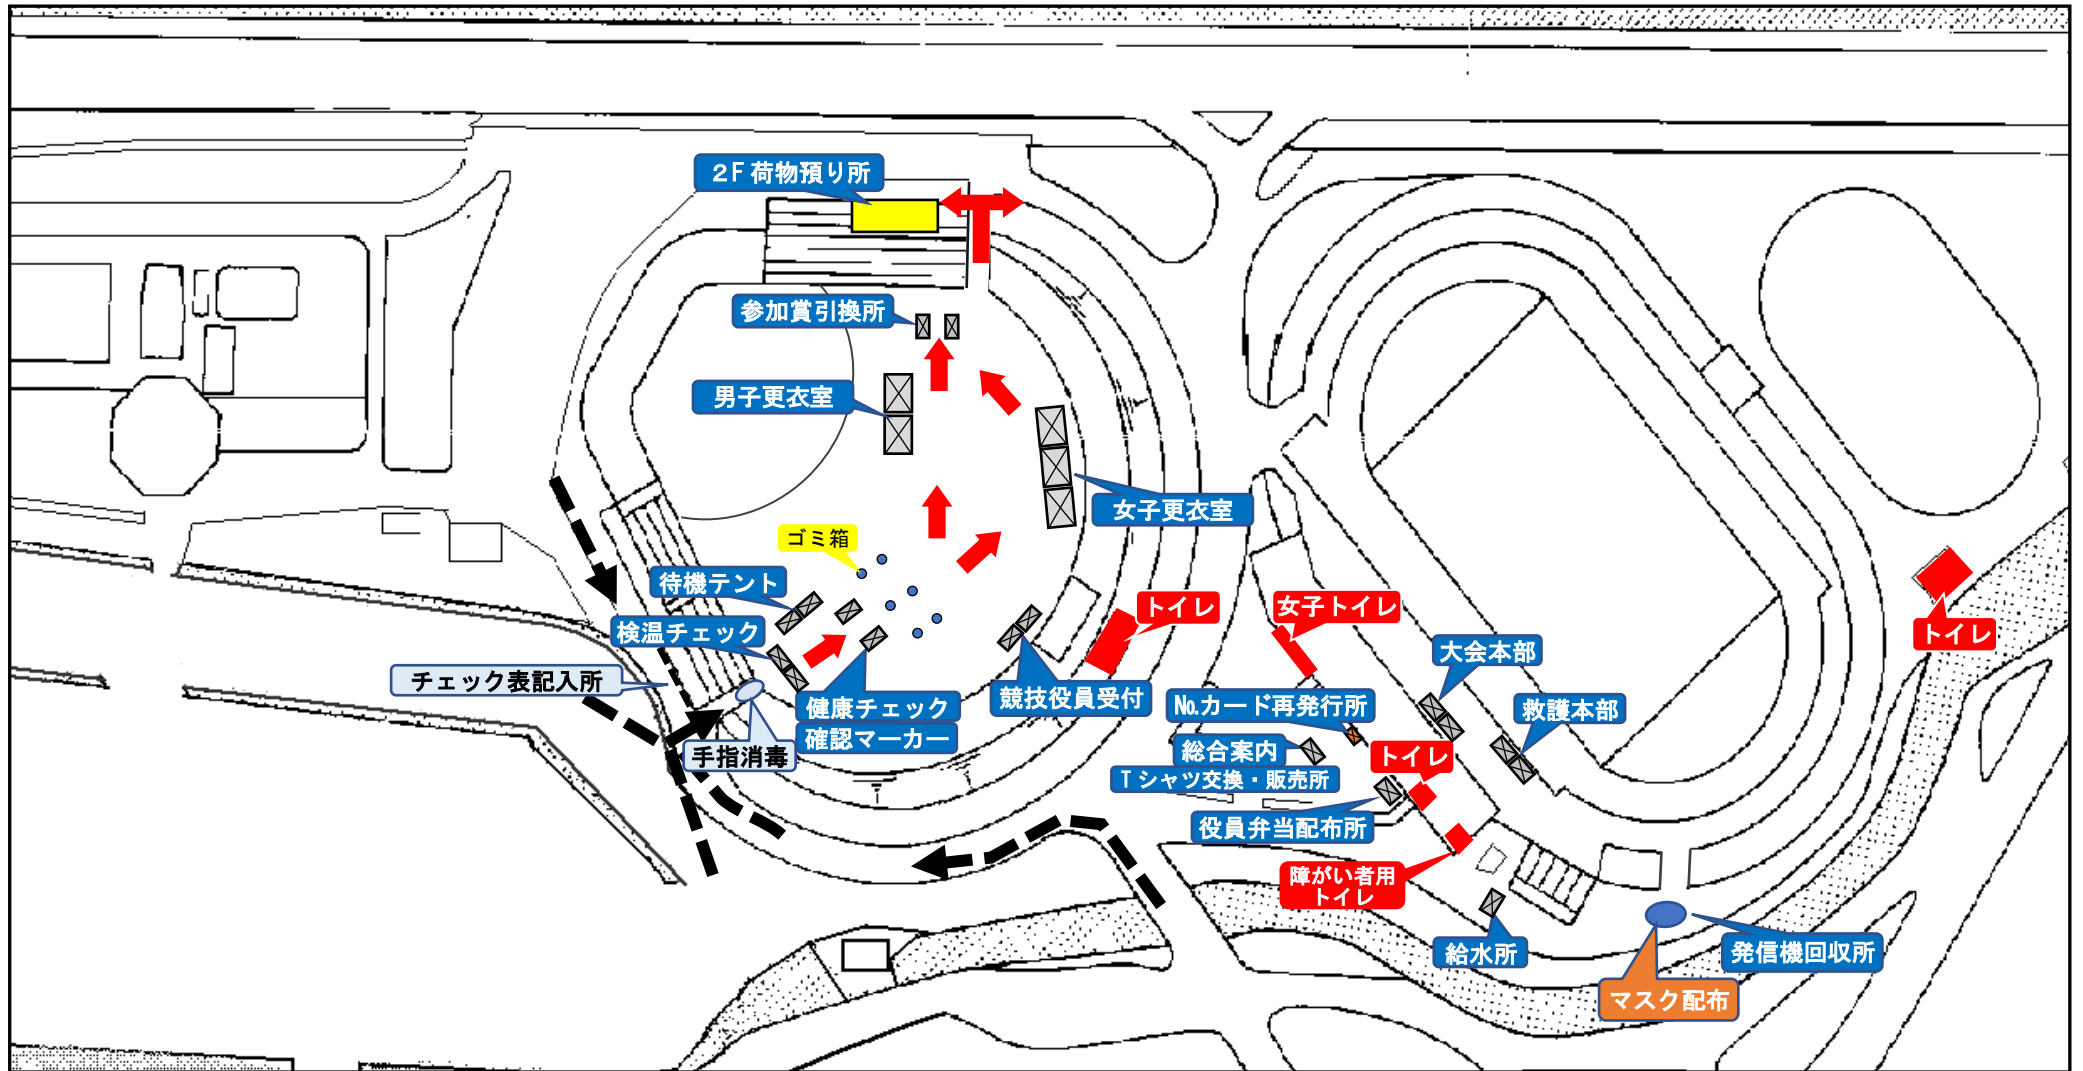 ２Ｆ荷物預り所
参加賞引換所
男子更衣室
女子更衣室
ゴミ箱
待機テント
検温チェック
チェック表記入所
手指消毒
健康チェック
確認マーカー
競技役員受付
トイレ
女子トイレ
大会本部
救護本部
№カード再発行所
総合案内
Ｔシャツ交換・販売所
トイレ
役員弁当配布所
障がい者用
トイレ
給水所
発信機回収所
マスク配布
トイレ